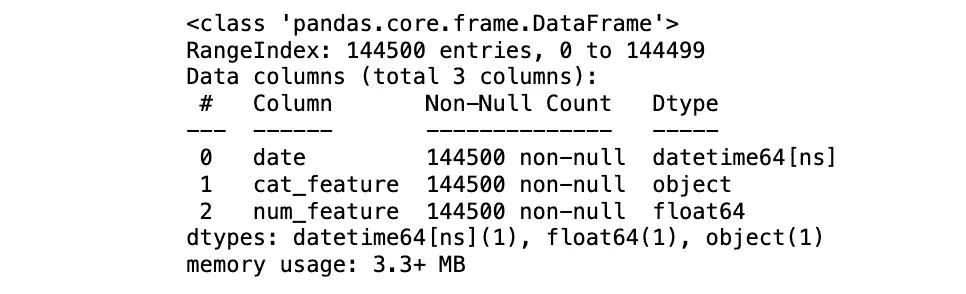 <class 'pandas.core.frame.DataFrame'>
RangeIndex: 144500 entries, 0 to 144499
Data columns (total 3 columns):
 #   Column       Non-Null Count   Dtype
---  ------       --------------   -----
 0   date         144500 non-null  datetime64[ns]
 1   cat_feature  144500 non-null  object
 2   num_feature  144500 non-null  float64
dtypes: datetime64[ns](1), float64(1), object(1)
memory usage: 3.3+ MB